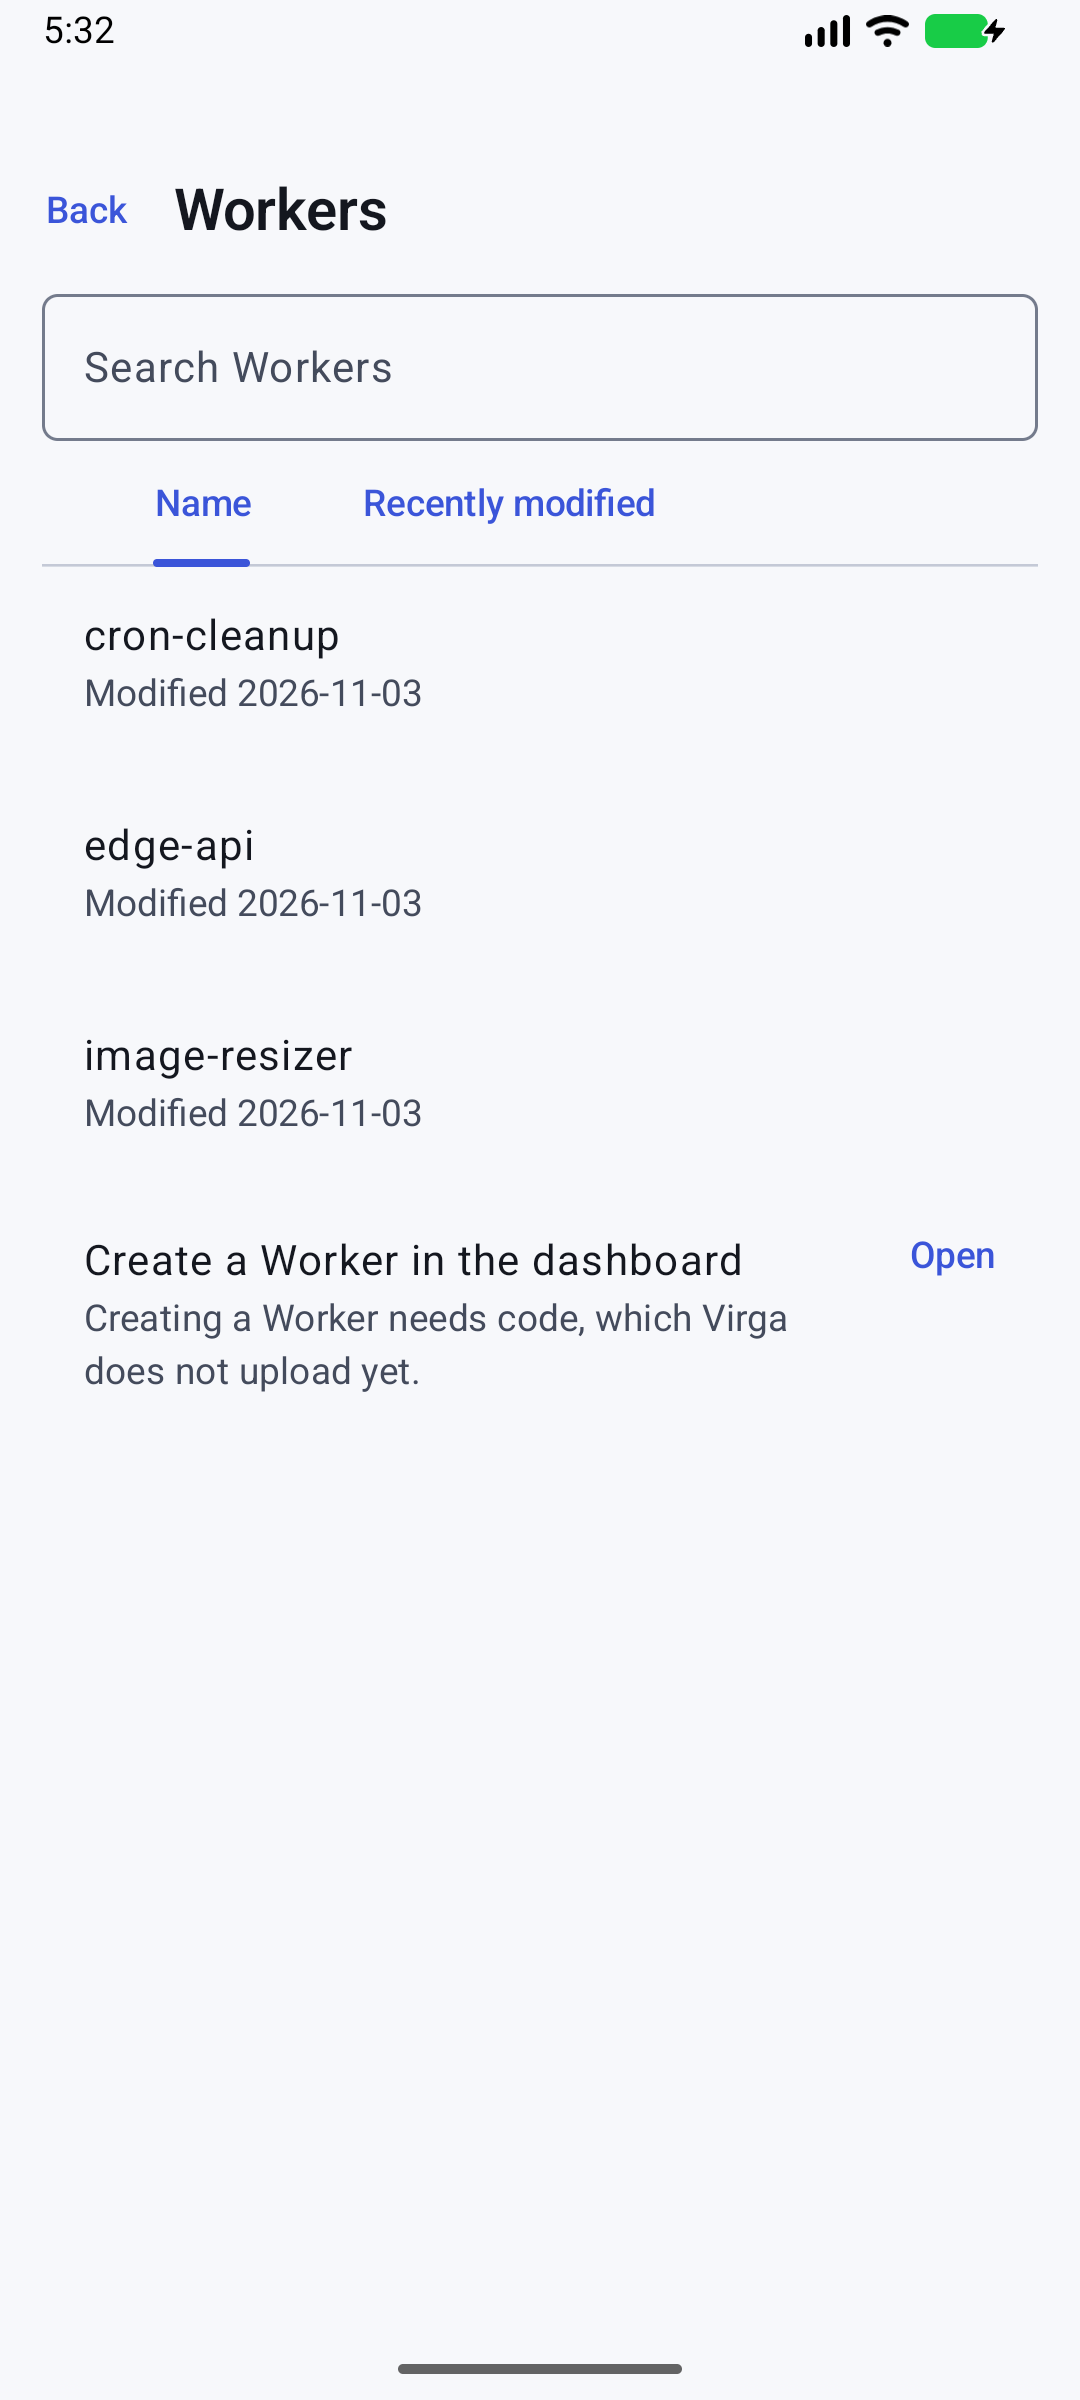 5:32
Back
Workers
Search Workers
Name
Recently modified
cron-cleanup
Modified 2026-11-03
edge-api
Modified 2026-11-03
image-resizer
Modified 2026-11-03
Create a Worker in the dashboard
Open
Creating a Worker needs code, which Virga
does not upload yet.